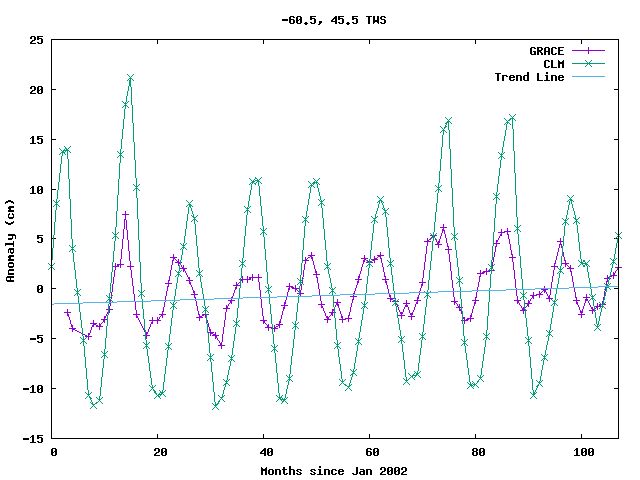 -60.5, 45.5 TWS
GRACE
CLM
Trend Line
25
20
15
10
5
0
-5
-10
-15
Anomaly (cm)
0 20 40 60 80 100
Months since Jan 2002